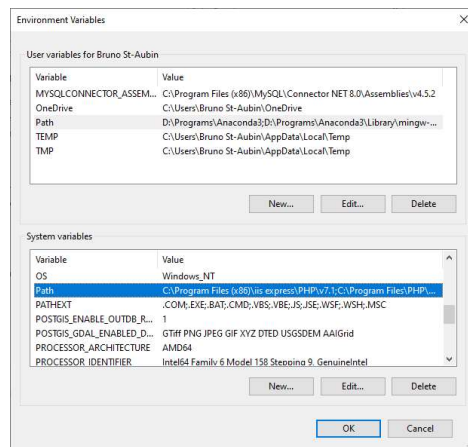 Environment Variables
User variables for Bruno St-Aubin
Variable Value
MYSQLCONNECTOR_ASSEM... C:\Program Files (x86)\MySQL\Connector NET 8.0\Assemblies\v4.5.2
OneDrive C:\Users\Bruno St-Aubin\OneDrive
Path D:\Programs\Anaconda3;D:\Programs\Anaconda3\Library\mingw-...
TEMP C:\Users\Bruno St-Aubin\AppData\Local\Temp
TMP C:\Users\Bruno St-Aubin\AppData\Local\Temp
New... Edit... Delete
System variables
Variable Value
OS Windows_NT
Path C:\Program Files (x86)\iis express\PHP\v7.1;C:\Program Files\PHP\...
PATHEXT .COM;.EXE;.BAT;.CMD;.VBS;.VBE;.JS;.JSE;.WSF;.WSH;.MSC
POSTGIS_ENABLE_OUTDB_R... 1
POSTGIS_GDAL_ENABLED_D... GTiff PNG JPEG GIF XYZ DTED USGSDEM AAIGrid
PROCESSOR_ARCHITECTURE AMD64
PROCESSOR_IDENTIFIER Intel64 Family 6 Model 158 Stepping 9, GenuineIntel
New... Edit... Delete
OK Cancel